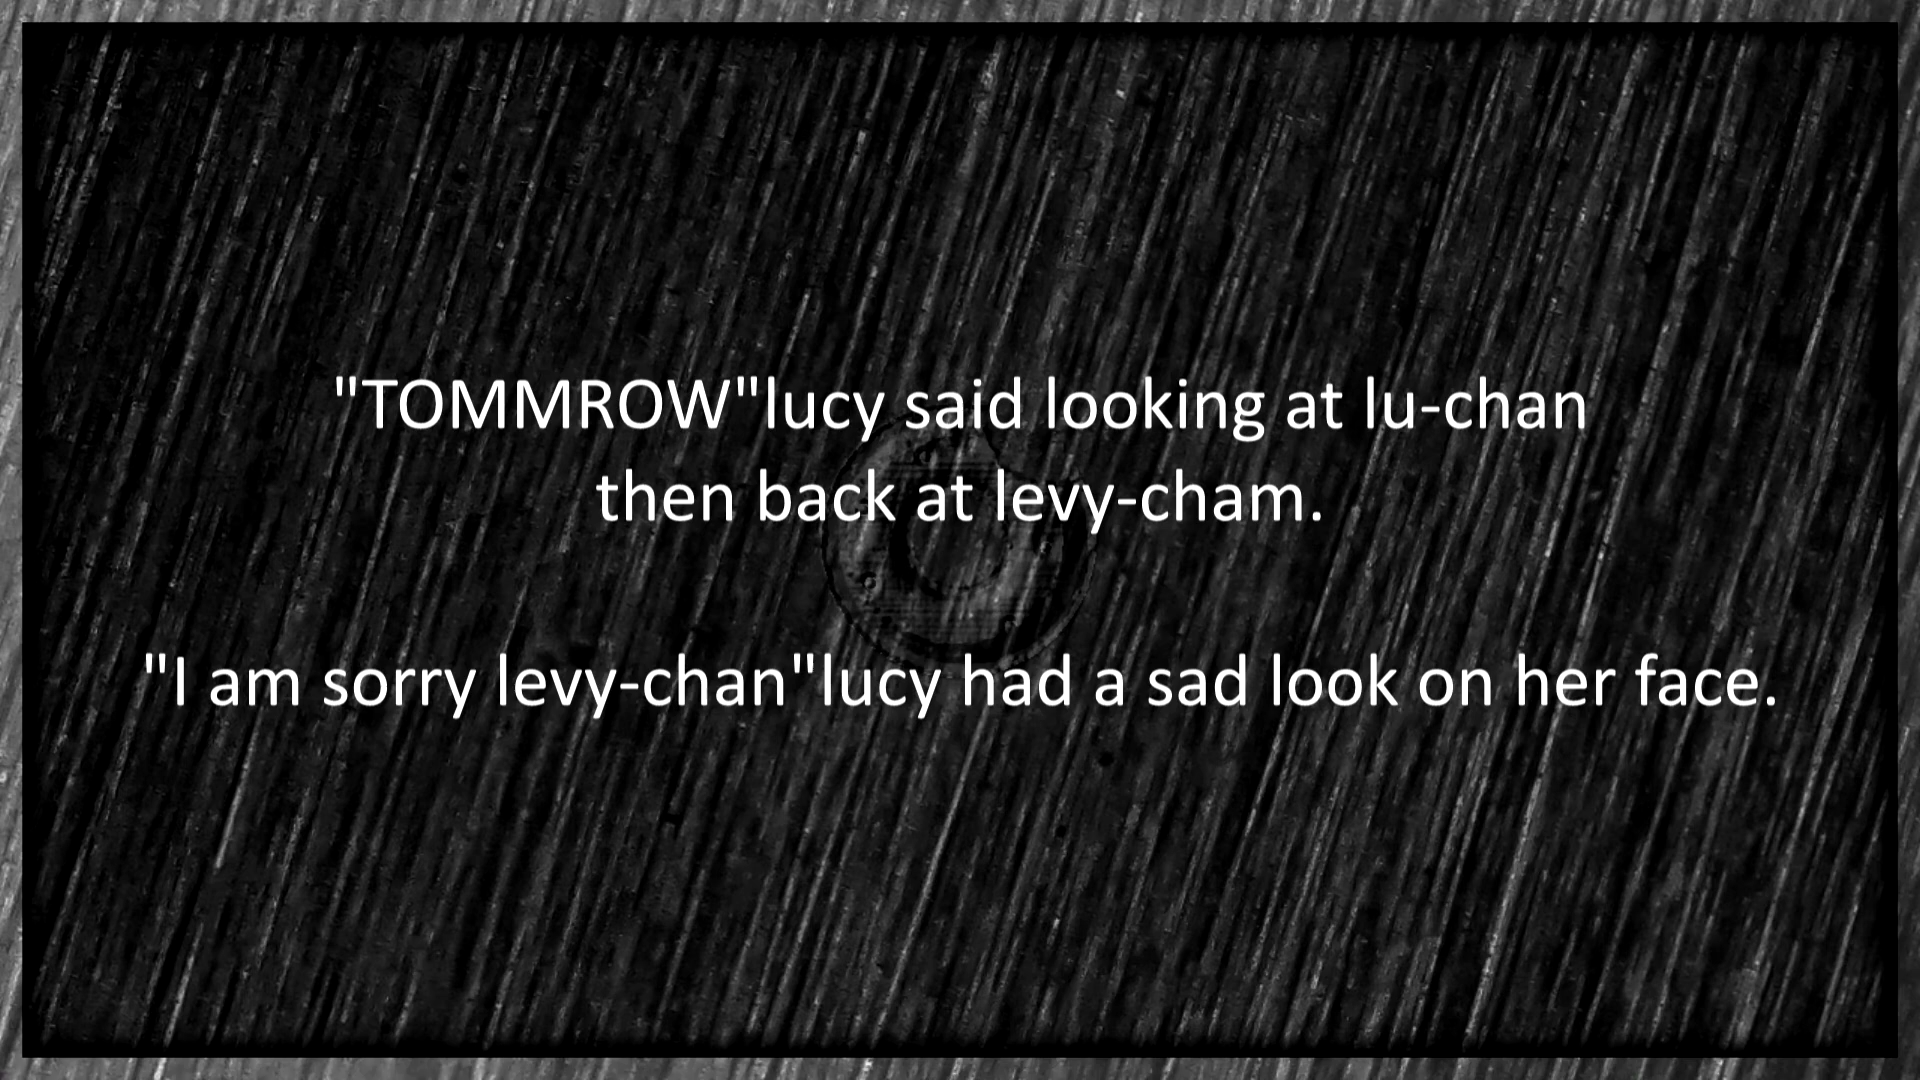 "TOMMROW"lucy said looking at lu-chan
then back at levy-cham.
"I am sorry levy-chan"lucy had a sad look on her face.